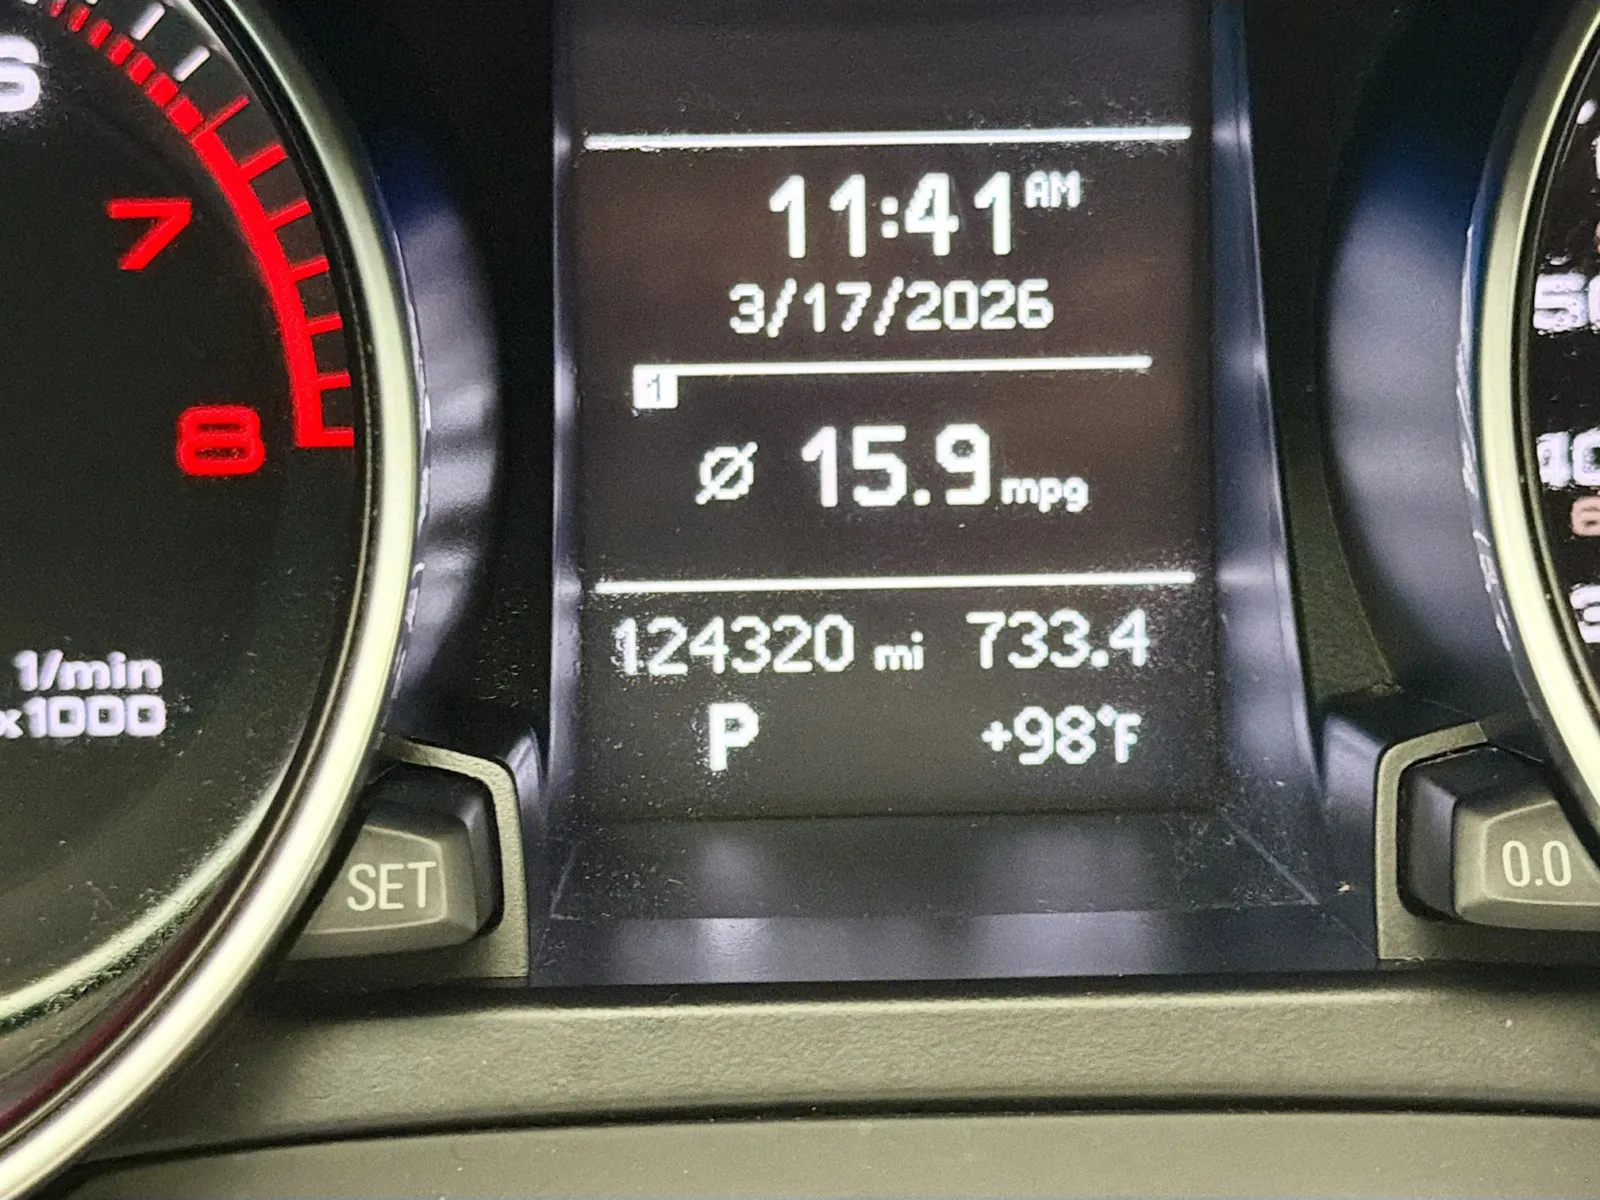 7
8
1/min
x1000
SET
11:41 AM
3/17/2026
1
Ø 15.9 mpg
124320 mi 733.4
P +98°F
0.0